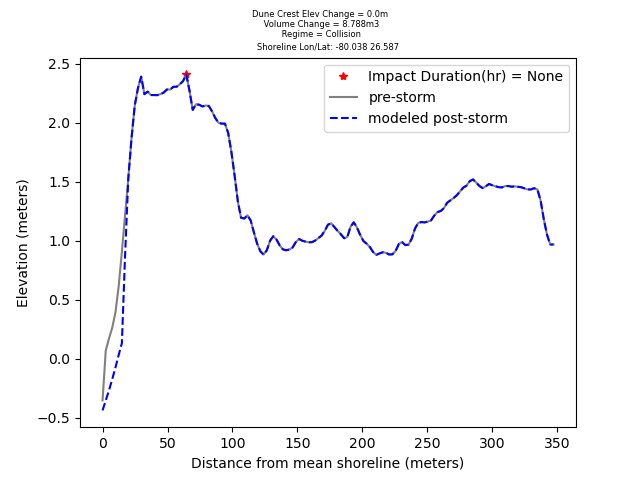 Dune Crest Elev Change = 0.0m
Volume Change = 8.788m3
Regime = Collision
Shoreline Lon/Lat: -80.038 26.587
Impact Duration(hr) = None
pre-storm
modeled post-storm
Elevation (meters)
2.5
2.0
1.5
1.0
0.5
0.0
−0.5
0 50 100 150 200 250 300 350
Distance from mean shoreline (meters)